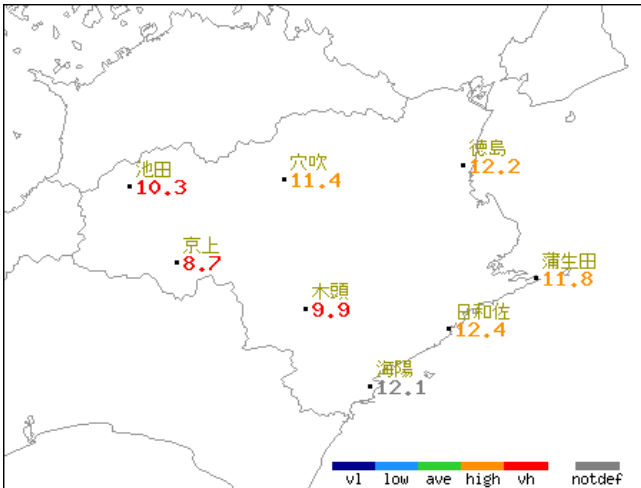 徳島
12.2
池田
10.3
穴吹
11.4
京上
8.7
蒲生田
11.8
木頭
9.9
日和佐
12.4
海陽
12.1
vl low ave high vh notdef